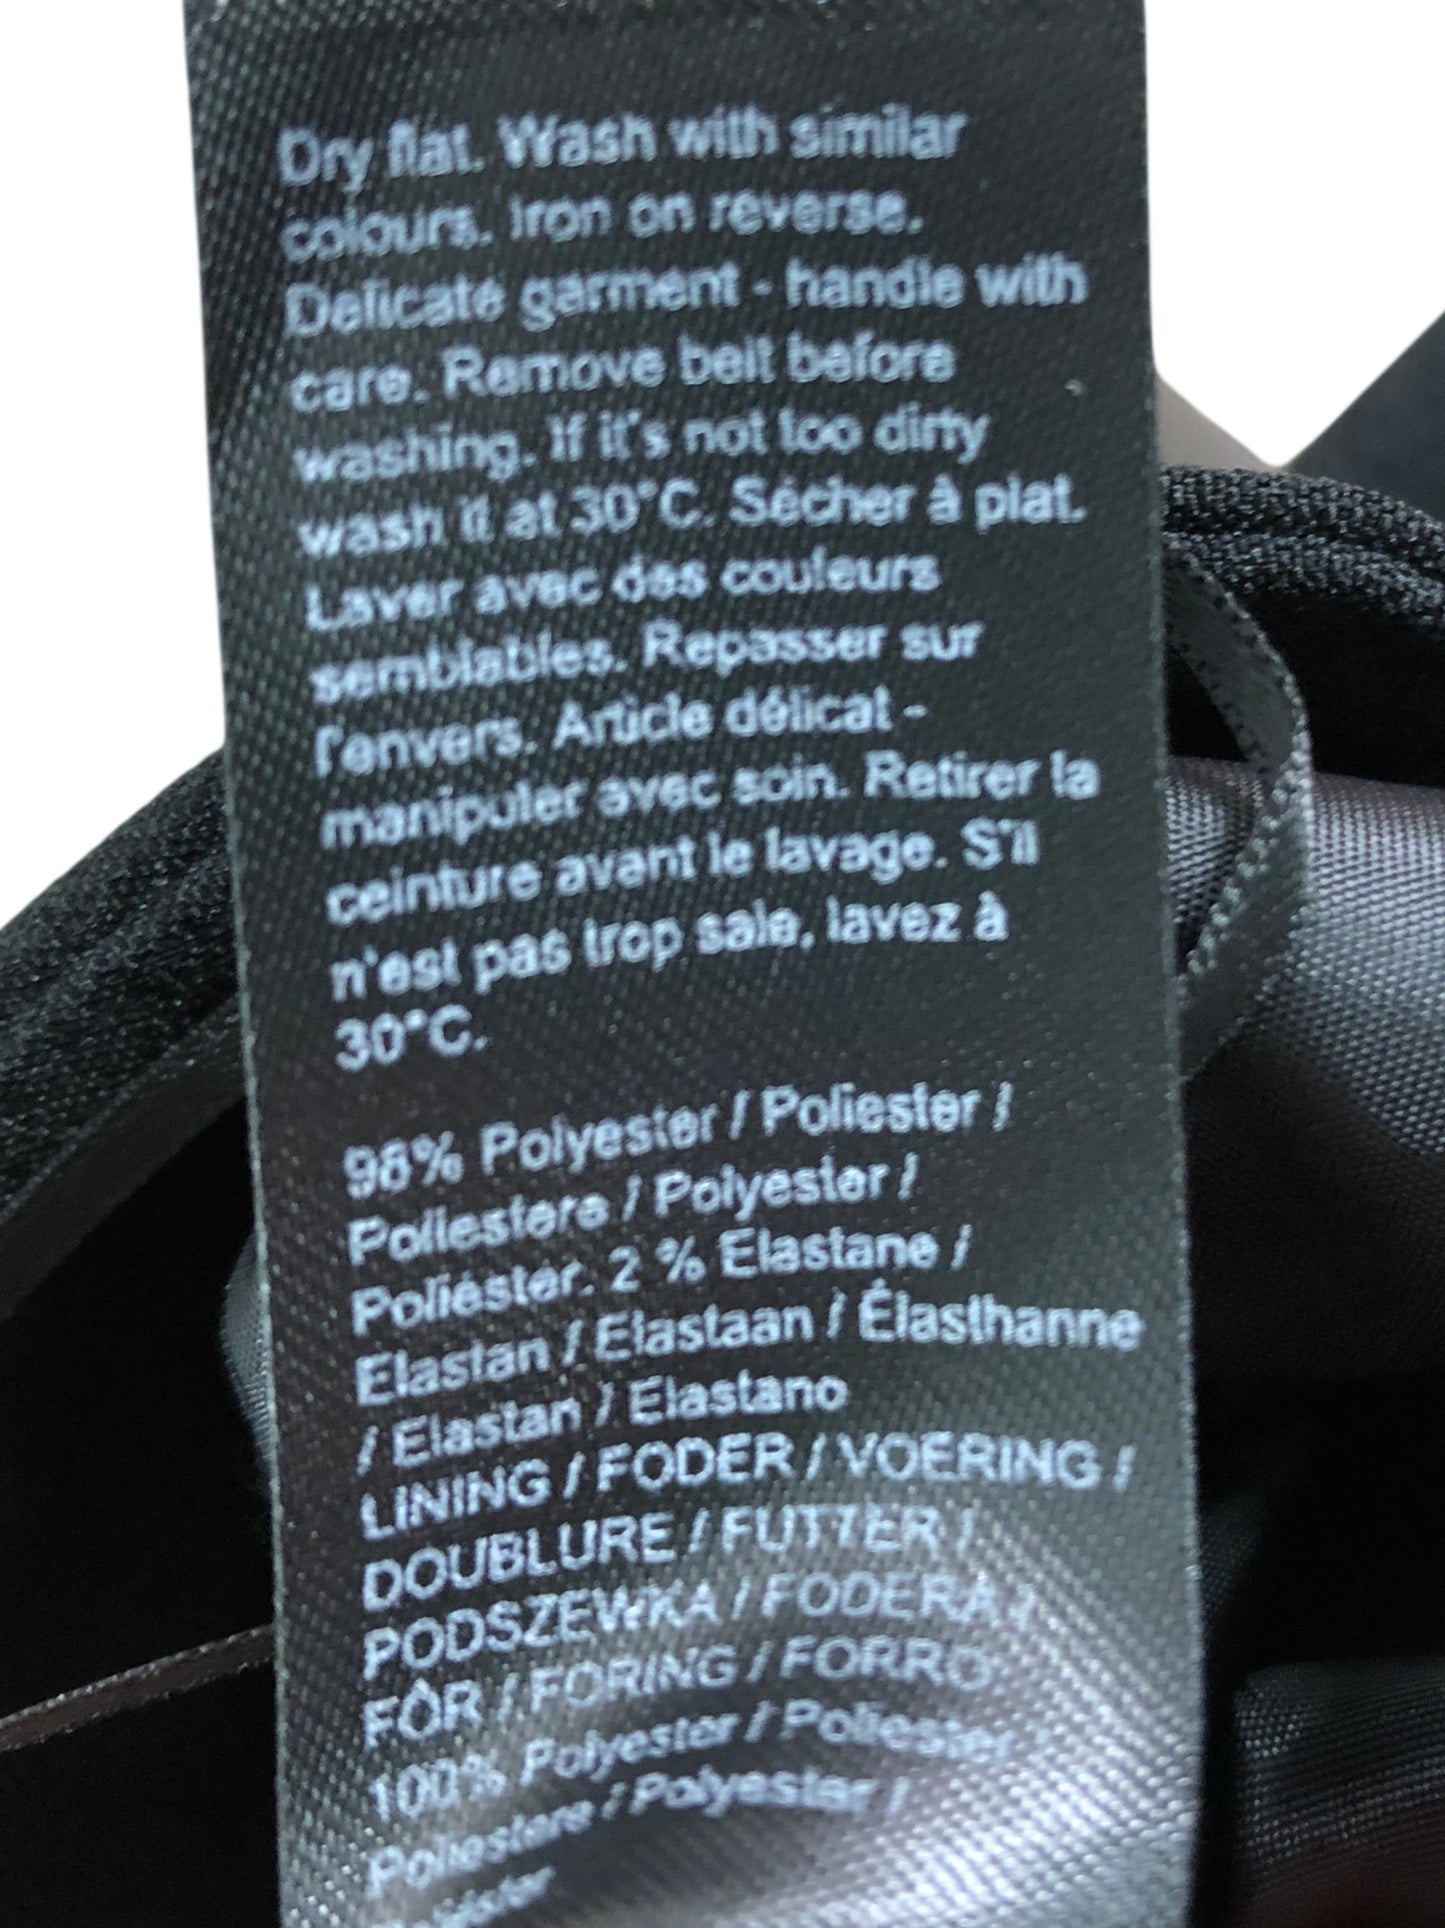 Dry flat. Wash with similar
colours. Iron on reverse.
Delicate garment - handle with
care. Remove belt before
washing. If it's not too dirty
wash it at 30°C. Sécher à plat.
Laver avec des couleurs
semblables. Repasser sur
l'envers. Article délicat -
manipuler avec soin. Retirer la
ceinture avant le lavage. S'il
n'est pas trop sale, lavez à
30°C.
98% Polyester / Poliester /
Poliestere / Polyester /
Poliéster. 2 % Elastane /
Elastan / Elastaan / Élasthanne
/ Elastan / Elastano
LINING / FODER / VOERING /
DOUBLURE / FUTTER /
PODSZEWKA / FODERA /
FÔR / FORING / FORRO
100% Polyester / Poliester
Poliestere / Polyester /